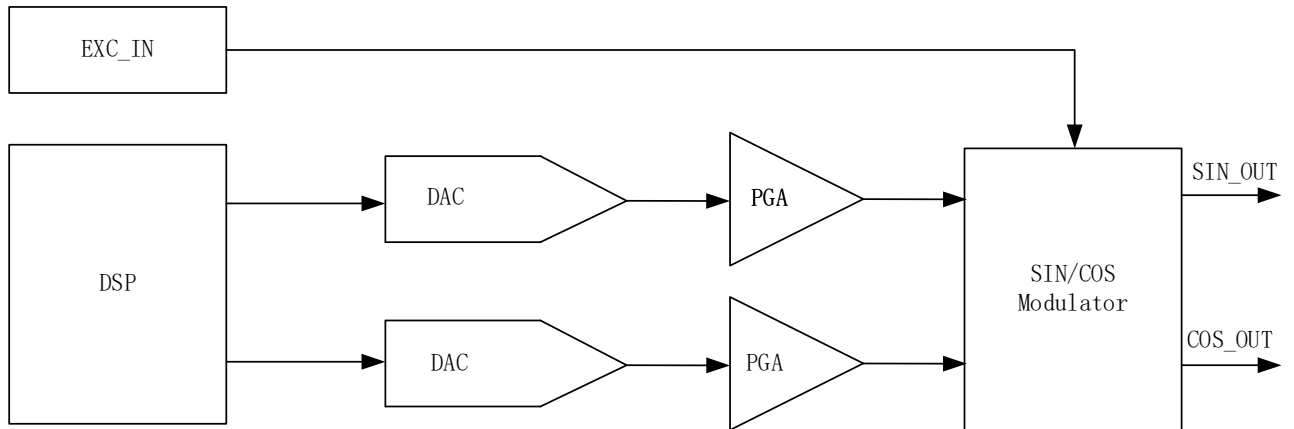 EXC_IN
DSP
DAC
PGA
DAC
PGA
SIN/COS
Modulator
SIN_OUT
COS_OUT